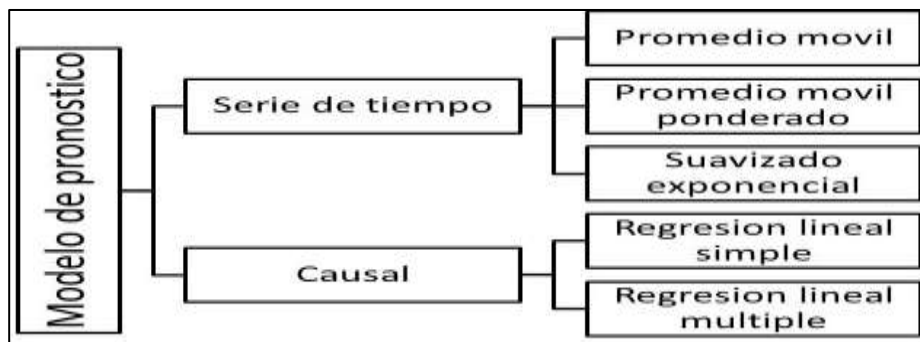 Modelo de pronostico
Serie de tiempo
Promedio movil
Promedio movil
ponderado
Suavizado
exponencial
Causal
Regresion lineal
simple
Regresion lineal
multiple